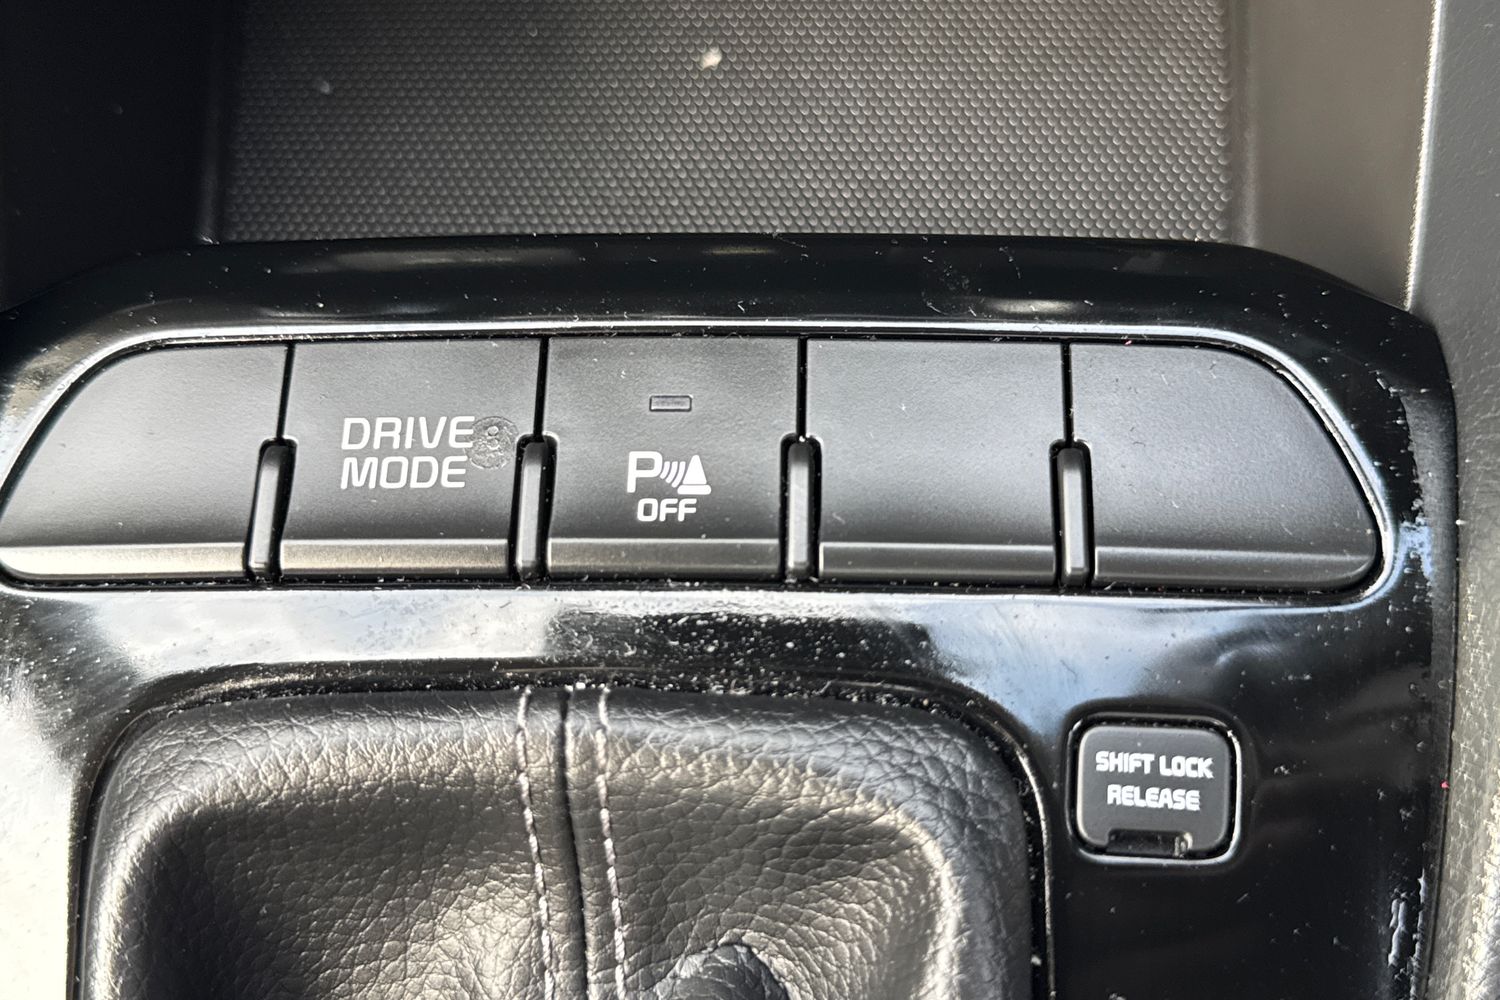 DRIVE
MODE
P
OFF
SHIFT LOCK
RELEASE